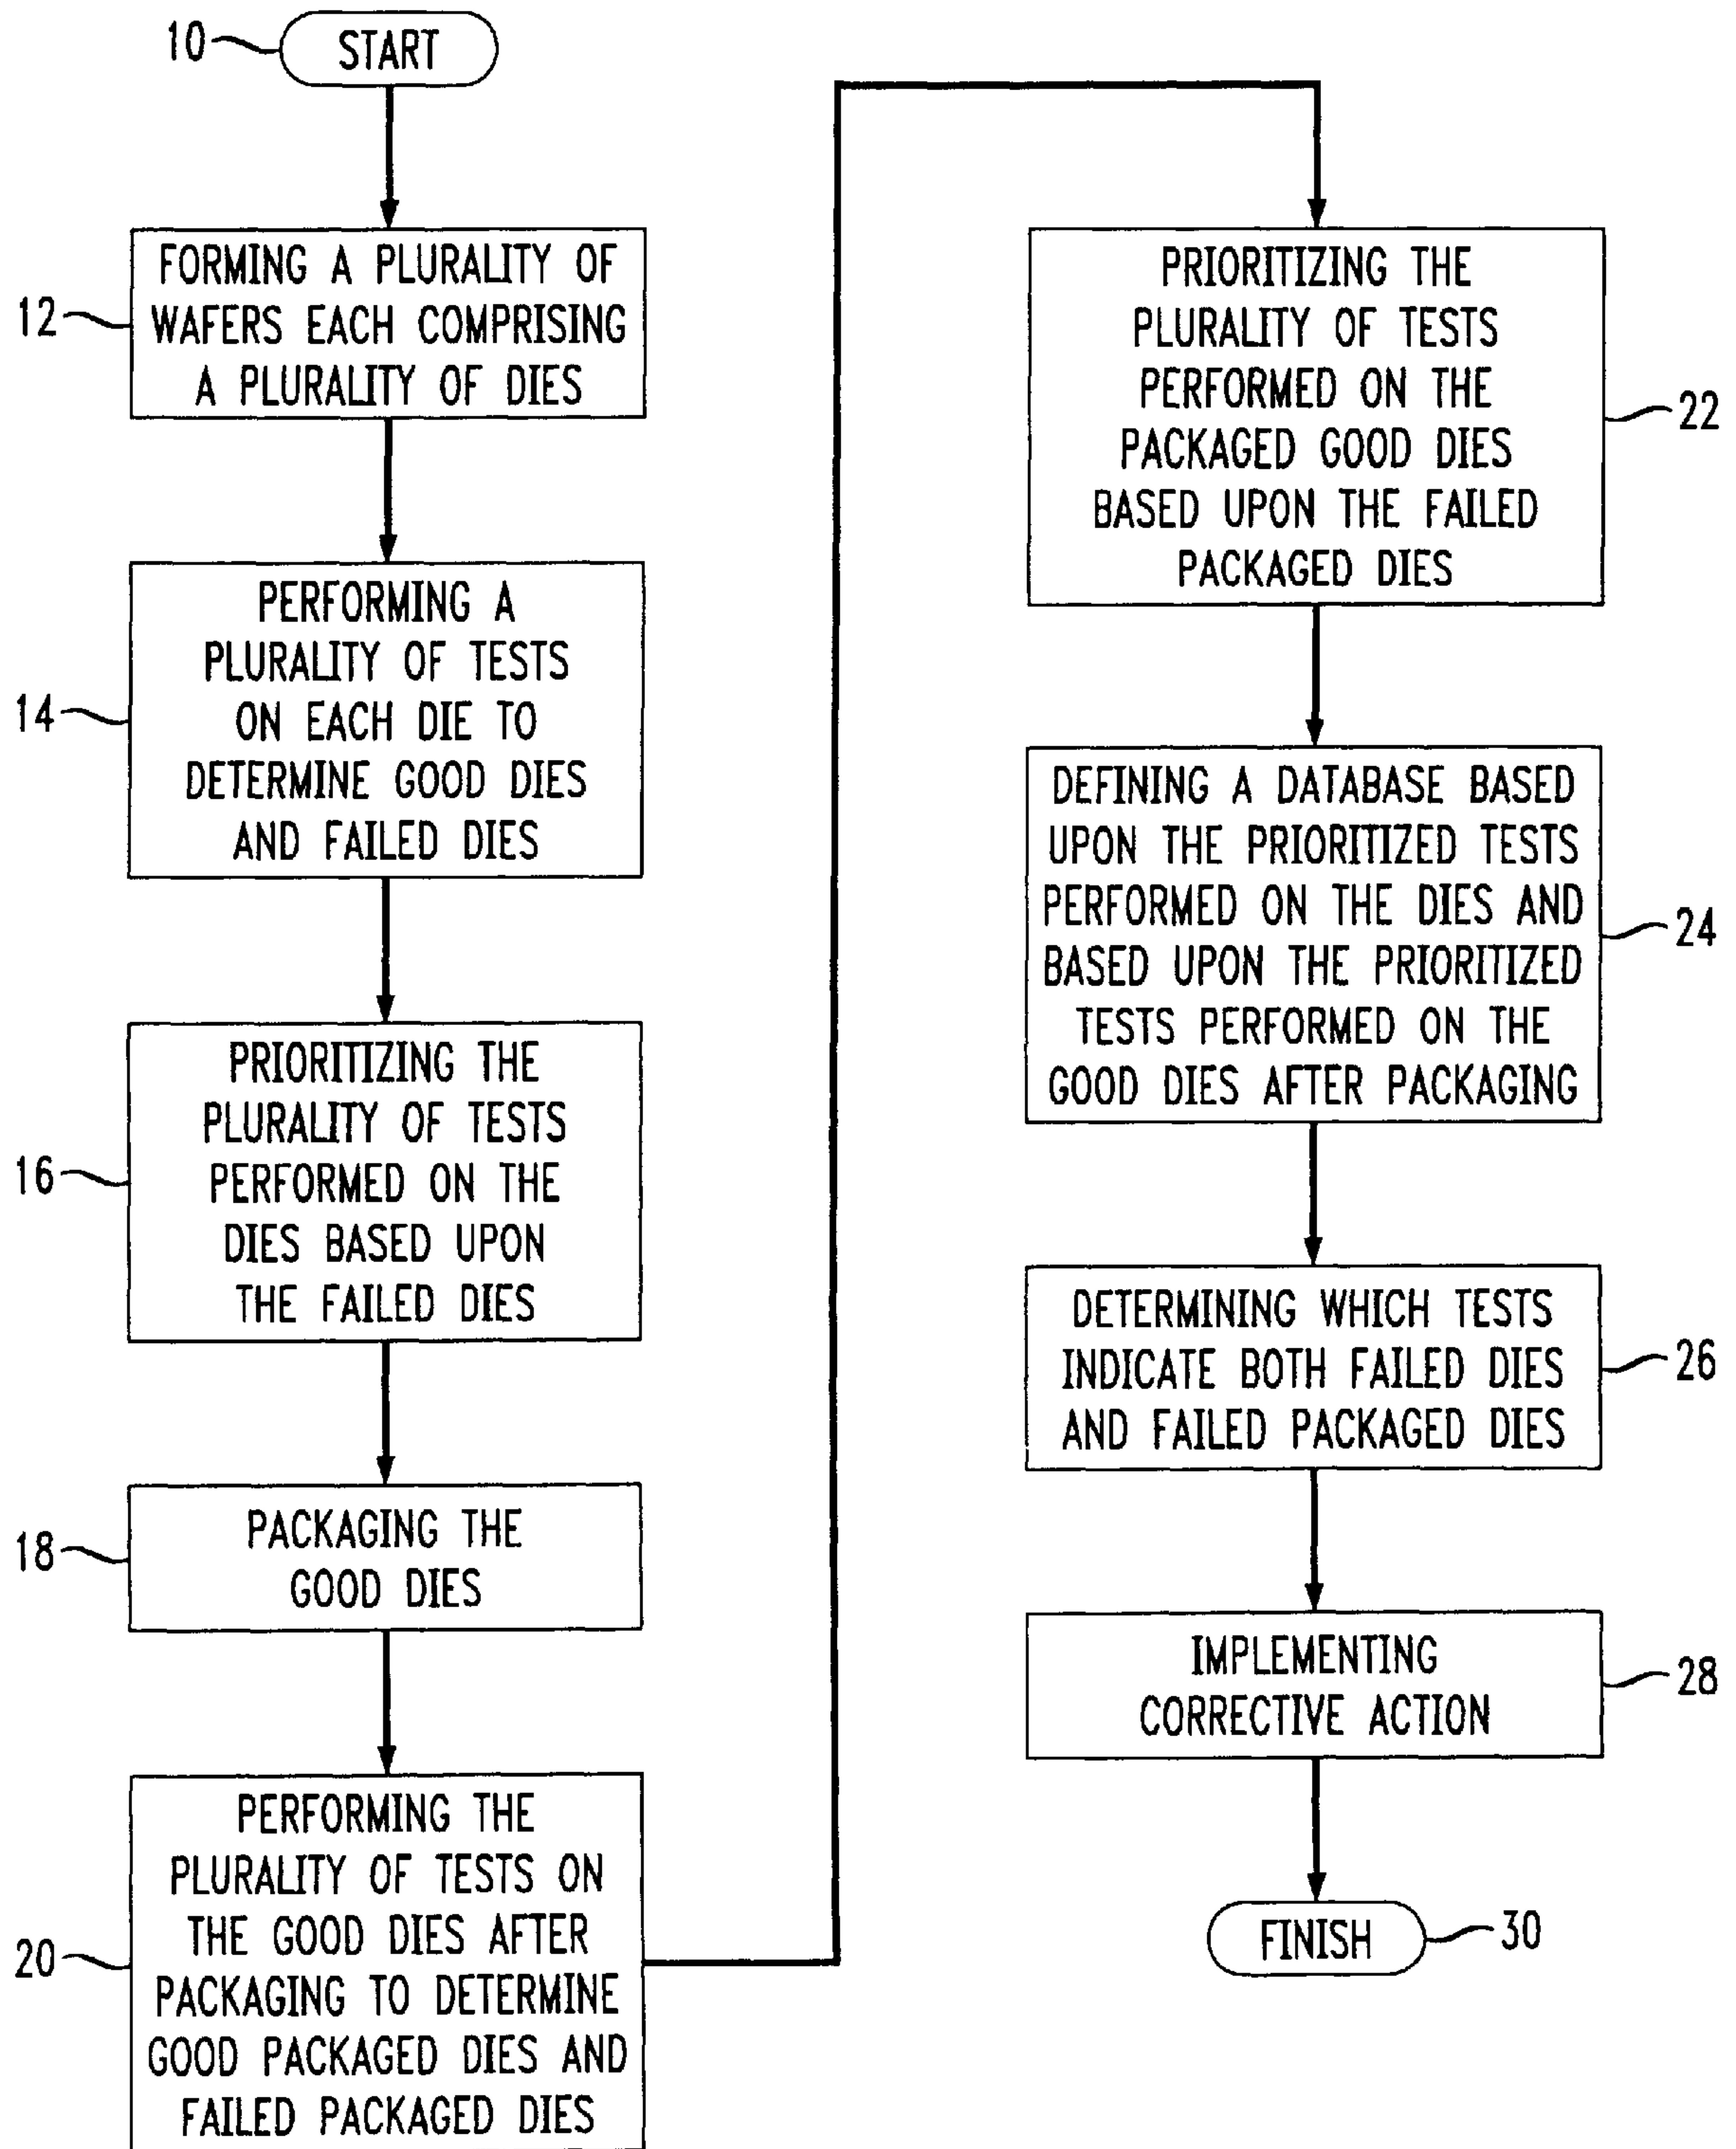 10
START
12
FORMING A PLURALITY OF
WAFERS EACH COMPRISING
A PLURALITY OF DIES
14
PERFORMING A
PLURALITY OF TESTS
ON EACH DIE TO
DETERMINE GOOD DIES
AND FAILED DIES
16
PRIORITIZING THE
PLURALITY OF TESTS
PERFORMED ON THE
DIES BASED UPON
THE FAILED DIES
18
PACKAGING THE
GOOD DIES
20
PERFORMING THE
PLURALITY OF TESTS ON
THE GOOD DIES AFTER
PACKAGING TO DETERMINE
GOOD PACKAGED DIES AND
FAILED PACKAGED DIES
PRIORITIZING THE
PLURALITY OF TESTS
PERFORMED ON THE
PACKAGED GOOD DIES
BASED UPON THE FAILED
PACKAGED DIES
22
DEFINING A DATABASE BASED
UPON THE PRIORITIZED TESTS
PERFORMED ON THE DIES AND
BASED UPON THE PRIORITIZED
TESTS PERFORMED ON THE
GOOD DIES AFTER PACKAGING
24
DETERMINING WHICH TESTS
INDICATE BOTH FAILED DIES
AND FAILED PACKAGED DIES
26
IMPLEMENTING
CORRECTIVE ACTION
28
FINISH
30